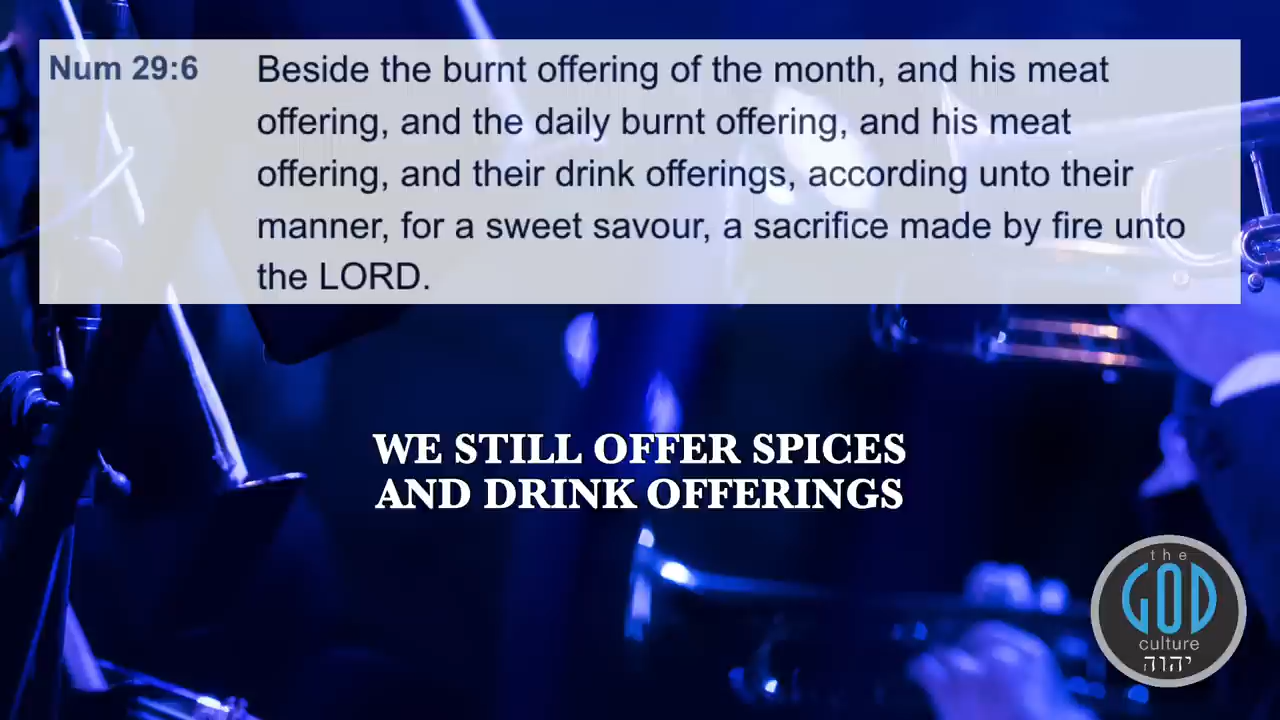 Num 29:6 Beside the burnt offering of the month, and his meat
offering, and the daily burnt offering, and his meat
offering, and their drink offerings, according unto their
manner, for a sweet savour, a sacrifice made by fire unto
the LORD.
WE STILL OFFER SPICES
AND DRINK OFFERINGS
the
GOD
culture
יהוה